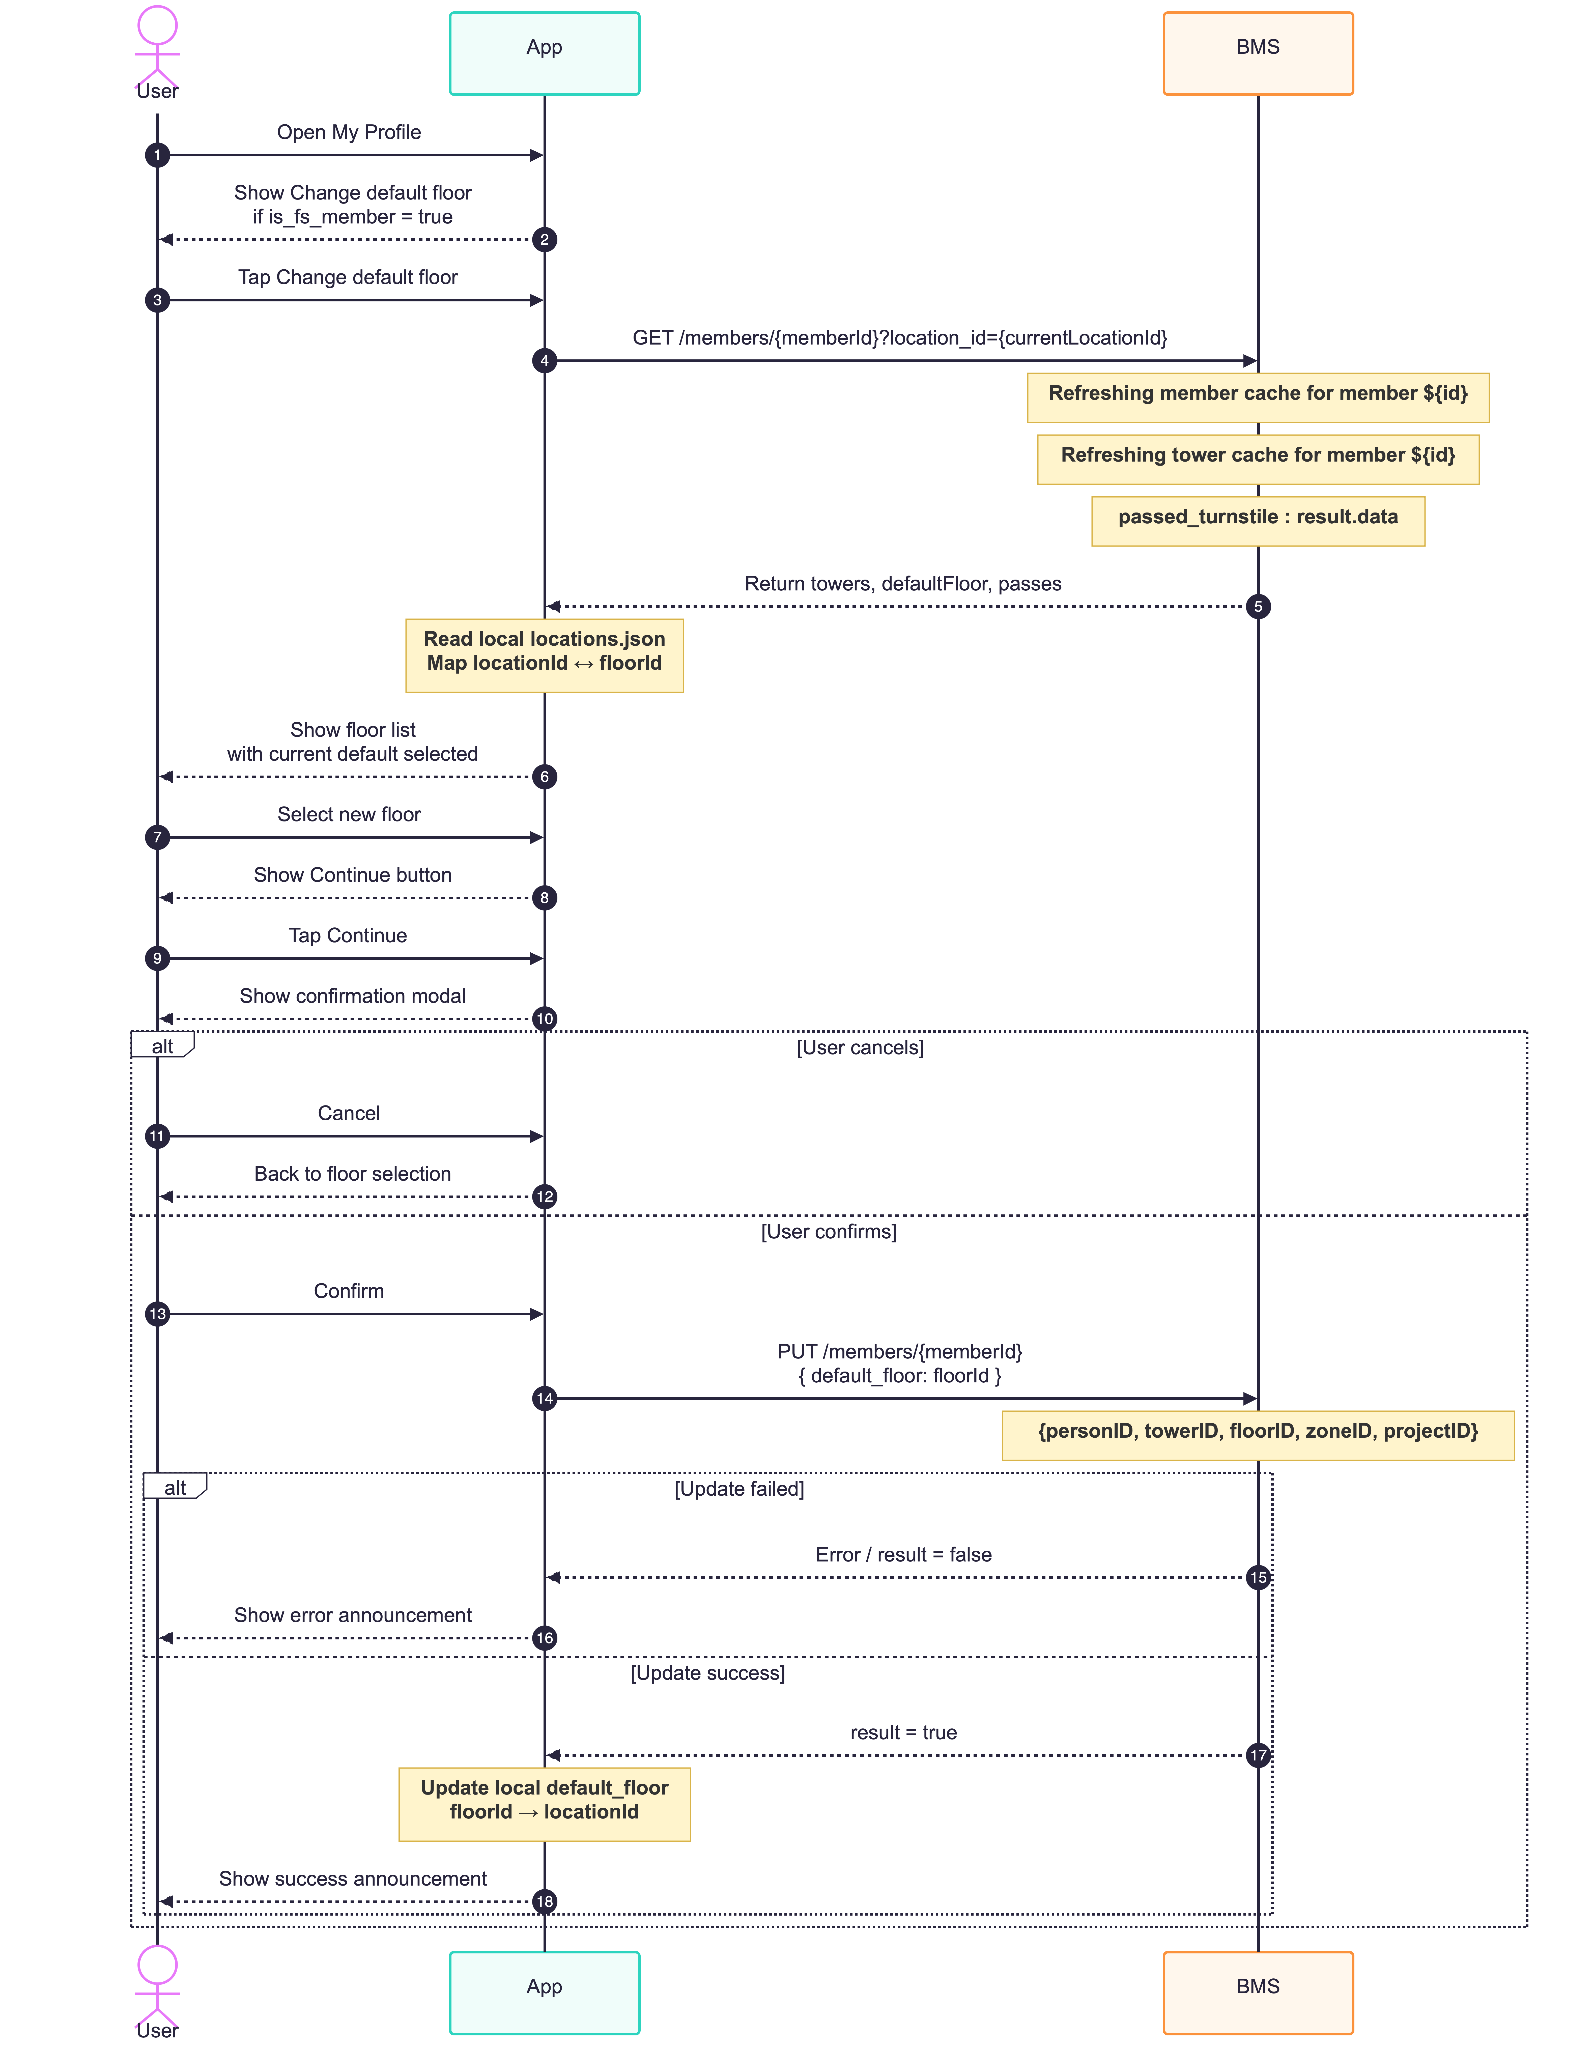 User
App
BMS
Open My Profile
1
Show Change default floor
if is_fs_member = true
2
Tap Change default floor
3
GET /members/{memberId}?location_id={currentLocationId}
4
Refreshing member cache for member ${id}
Refreshing tower cache for member ${id}
passed_turnstile : result.data
Return towers, defaultFloor, passes
5
Read local locations.json
Map locationId ↔ floorId
Show floor list
with current default selected
6
Select new floor
7
Show Continue button
8
Tap Continue
9
Show confirmation modal
10
alt
[User cancels]
Cancel
11
Back to floor selection
12
[User confirms]
Confirm
13
PUT /members/{memberId}
{ default_floor: floorId }
14
{personID, towerID, floorID, zoneID, projectID}
alt
[Update failed]
Error / result = false
15
Show error announcement
16
[Update success]
result = true
17
Update local default_floor
floorId → locationId
Show success announcement
18
User
App
BMS